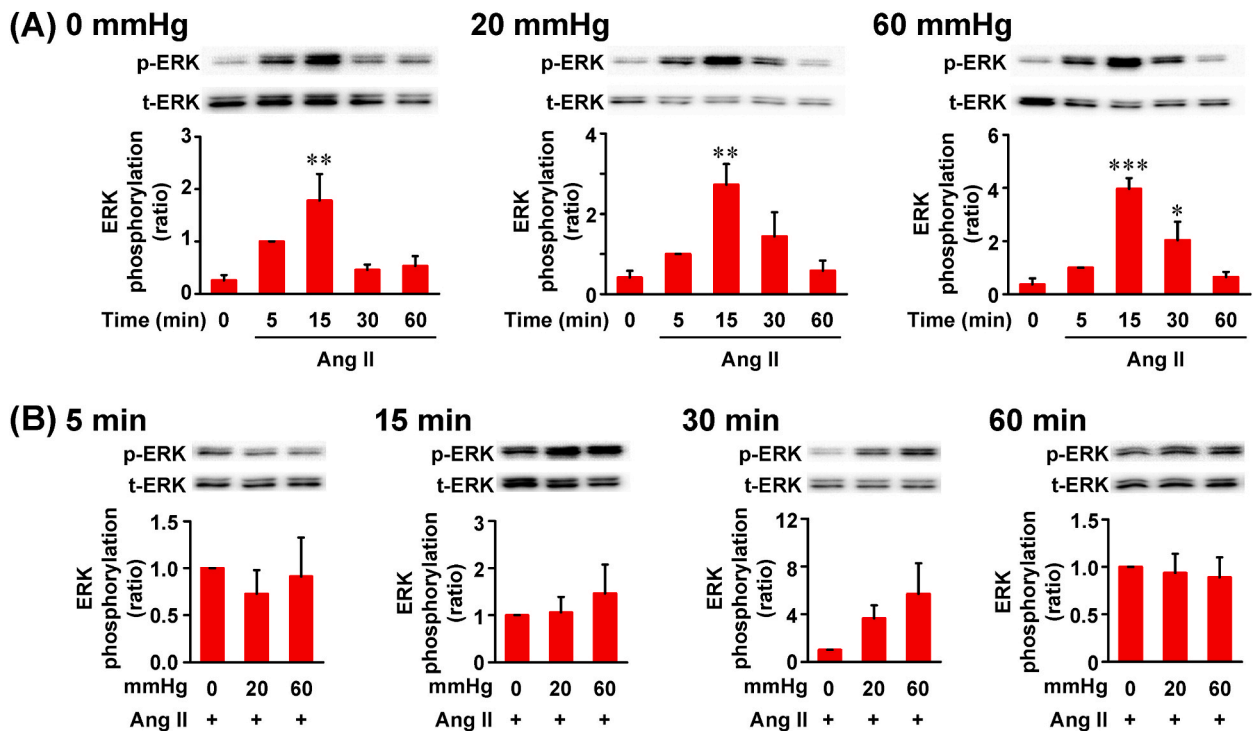 (A) 0 mmHg
p-ERK
t-ERK
ERK
phosphorylation
(ratio)
3
2
1
0
**
Time (min) 0 5 15 30 60
Ang II
20 mmHg
p-ERK
t-ERK
ERK
phosphorylation
(ratio)
4
2
0
**
Time (min) 0 5 15 30 60
Ang II
60 mmHg
p-ERK
t-ERK
ERK
phosphorylation
(ratio)
6
4
2
0
***
*
Time (min) 0 5 15 30 60
Ang II
(B) 5 min
p-ERK
t-ERK
ERK
phosphorylation
(ratio)
1.5
1.0
0.5
0.0
mmHg 0 20 60
Ang II + + +
15 min
p-ERK
t-ERK
ERK
phosphorylation
(ratio)
3
2
1
0
mmHg 0 20 60
Ang II + + +
30 min
p-ERK
t-ERK
ERK
phosphorylation
(ratio)
12
8
4
0
mmHg 0 20 60
Ang II + + +
60 min
p-ERK
t-ERK
ERK
phosphorylation
(ratio)
1.5
1.0
0.5
0.0
mmHg 0 20 60
Ang II + + +